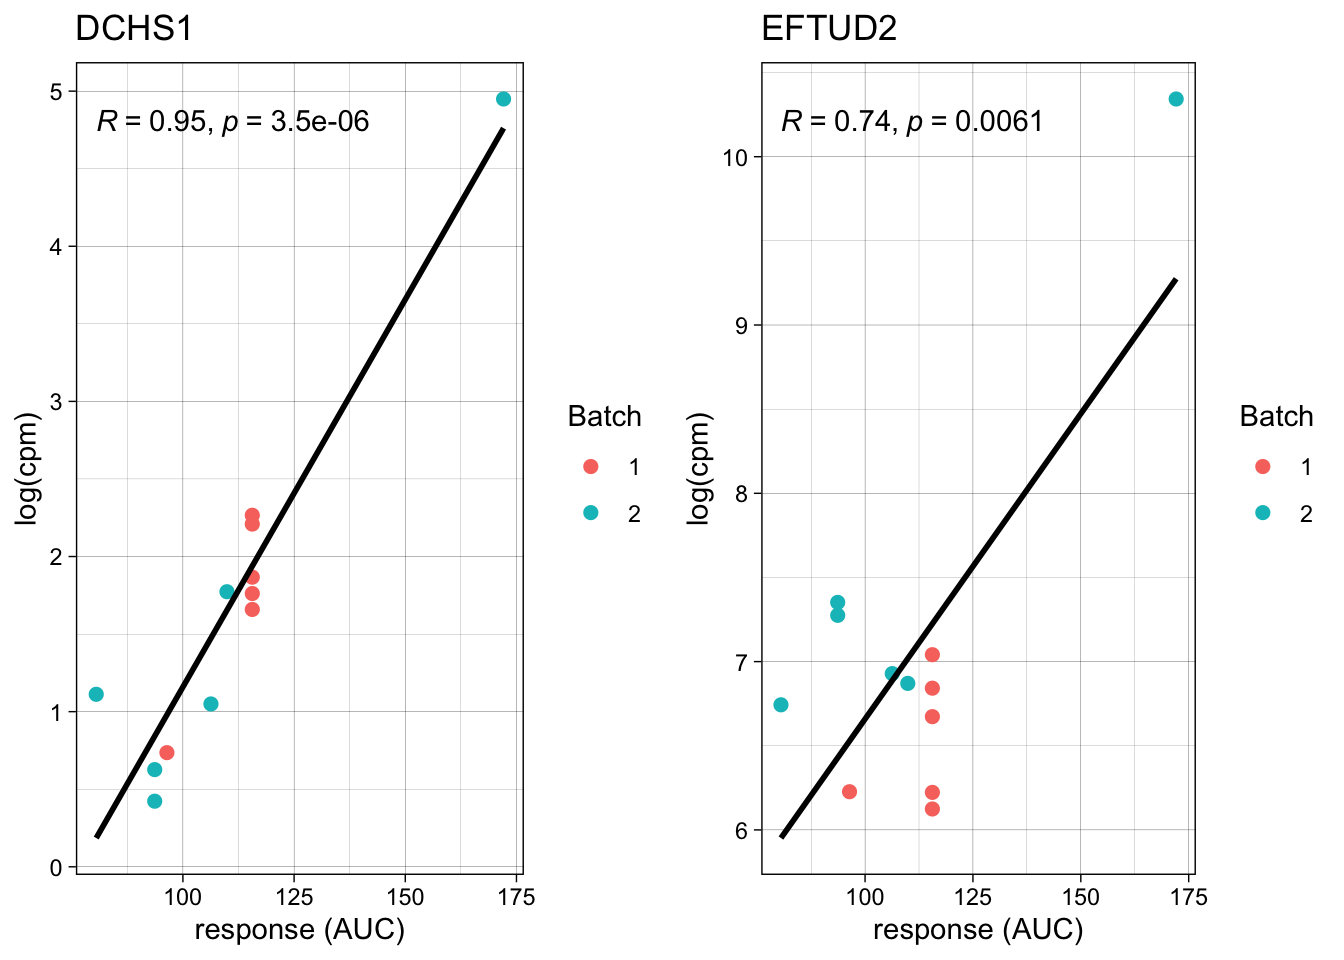 DCHS1
R = 0.95, p = 3.5e-06
5
4
3
2
1
0
log(cpm)
100 125 150 175
response (AUC)
Batch
1
2
EFTUD2
R = 0.74, p = 0.0061
10
9
8
7
6
log(cpm)
100 125 150 175
response (AUC)
Batch
1
2